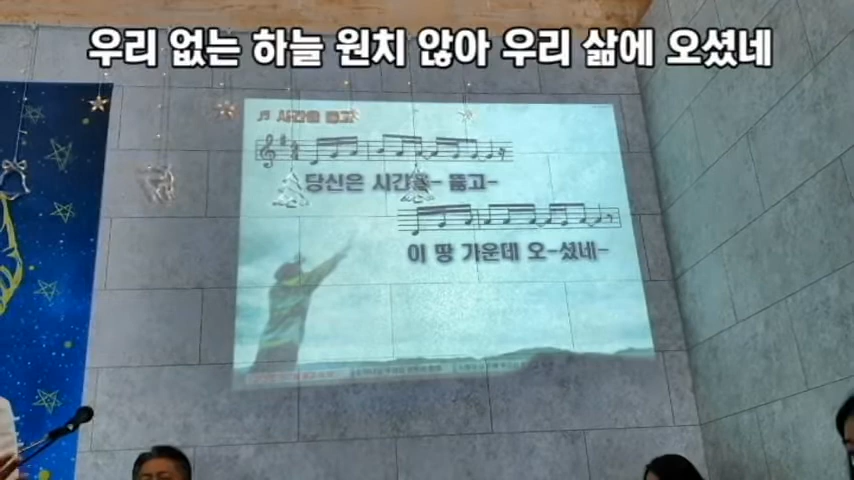 우리 없는 하늘 원치 않아 우리 삶에 오셨네
♬ 시간을 뚫고
당신은 시간을- 뚫고-
이 땅 가운데 오-셨네-